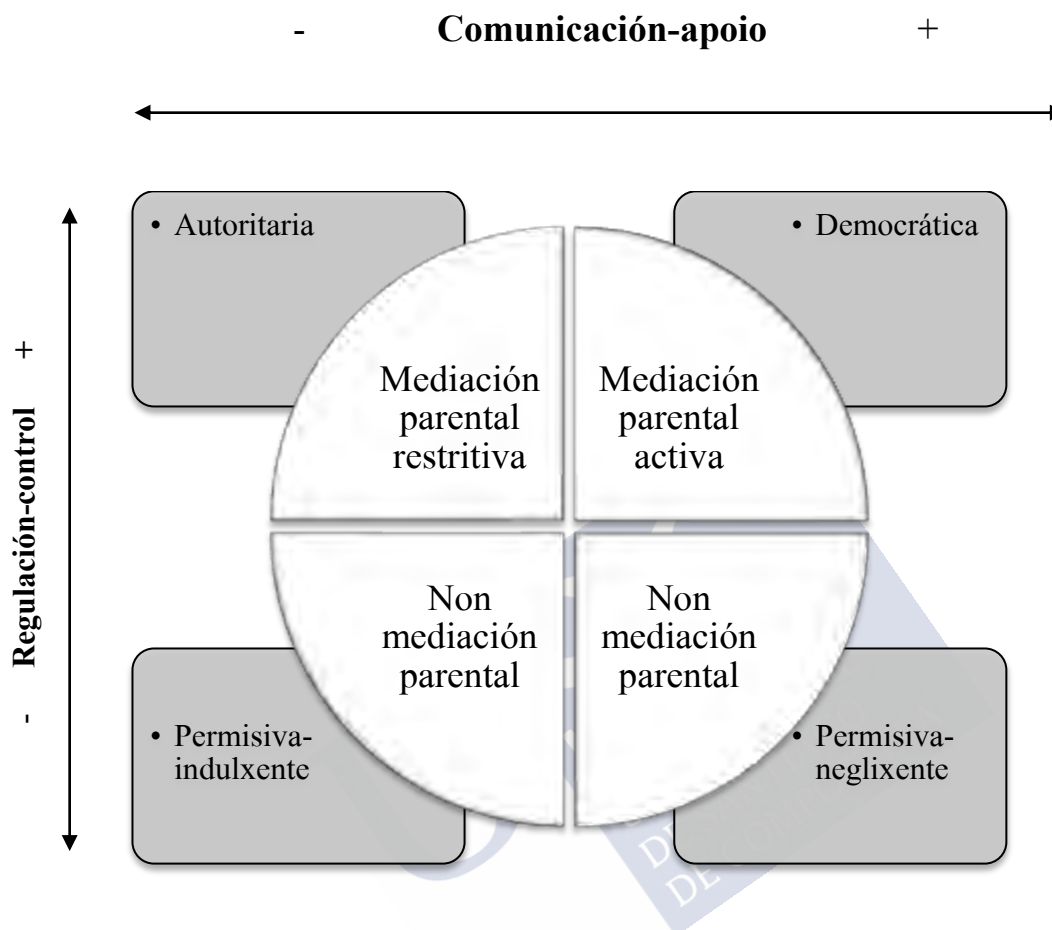 - Comunicación-apoio +
- Regulación-control +
• Autoritaria
• Democrática
Mediación
parental
restritiva
Mediación
parental
activa
Non
mediación
parental
Non
mediación
parental
• Permisiva-
indulxente
• Permisiva-
neglixente
DE